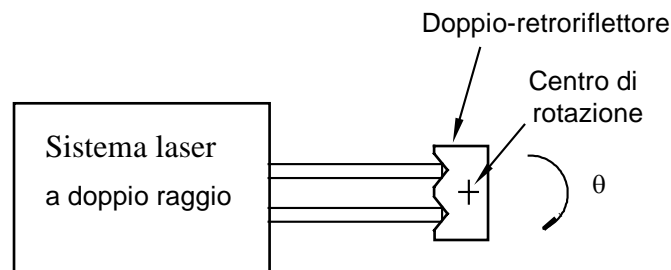 Doppio-retroriflettore
Centro di
rotazione
Sistema laser
a doppio raggio
θ